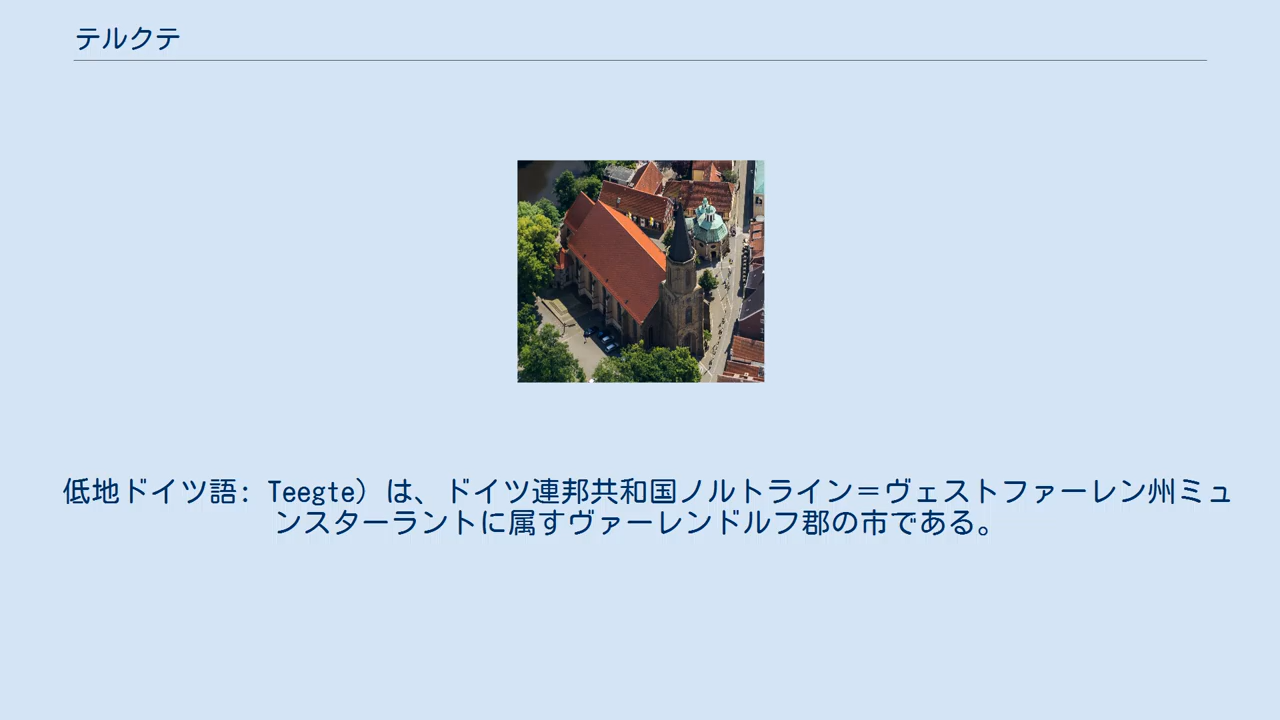 テルクテ
低地ドイツ語: Teegte）は、ドイツ連邦共和国ノルトライン＝ヴェストファーレン州ミュ
ンスターラントに属すヴァーレンドルフ郡の市である。